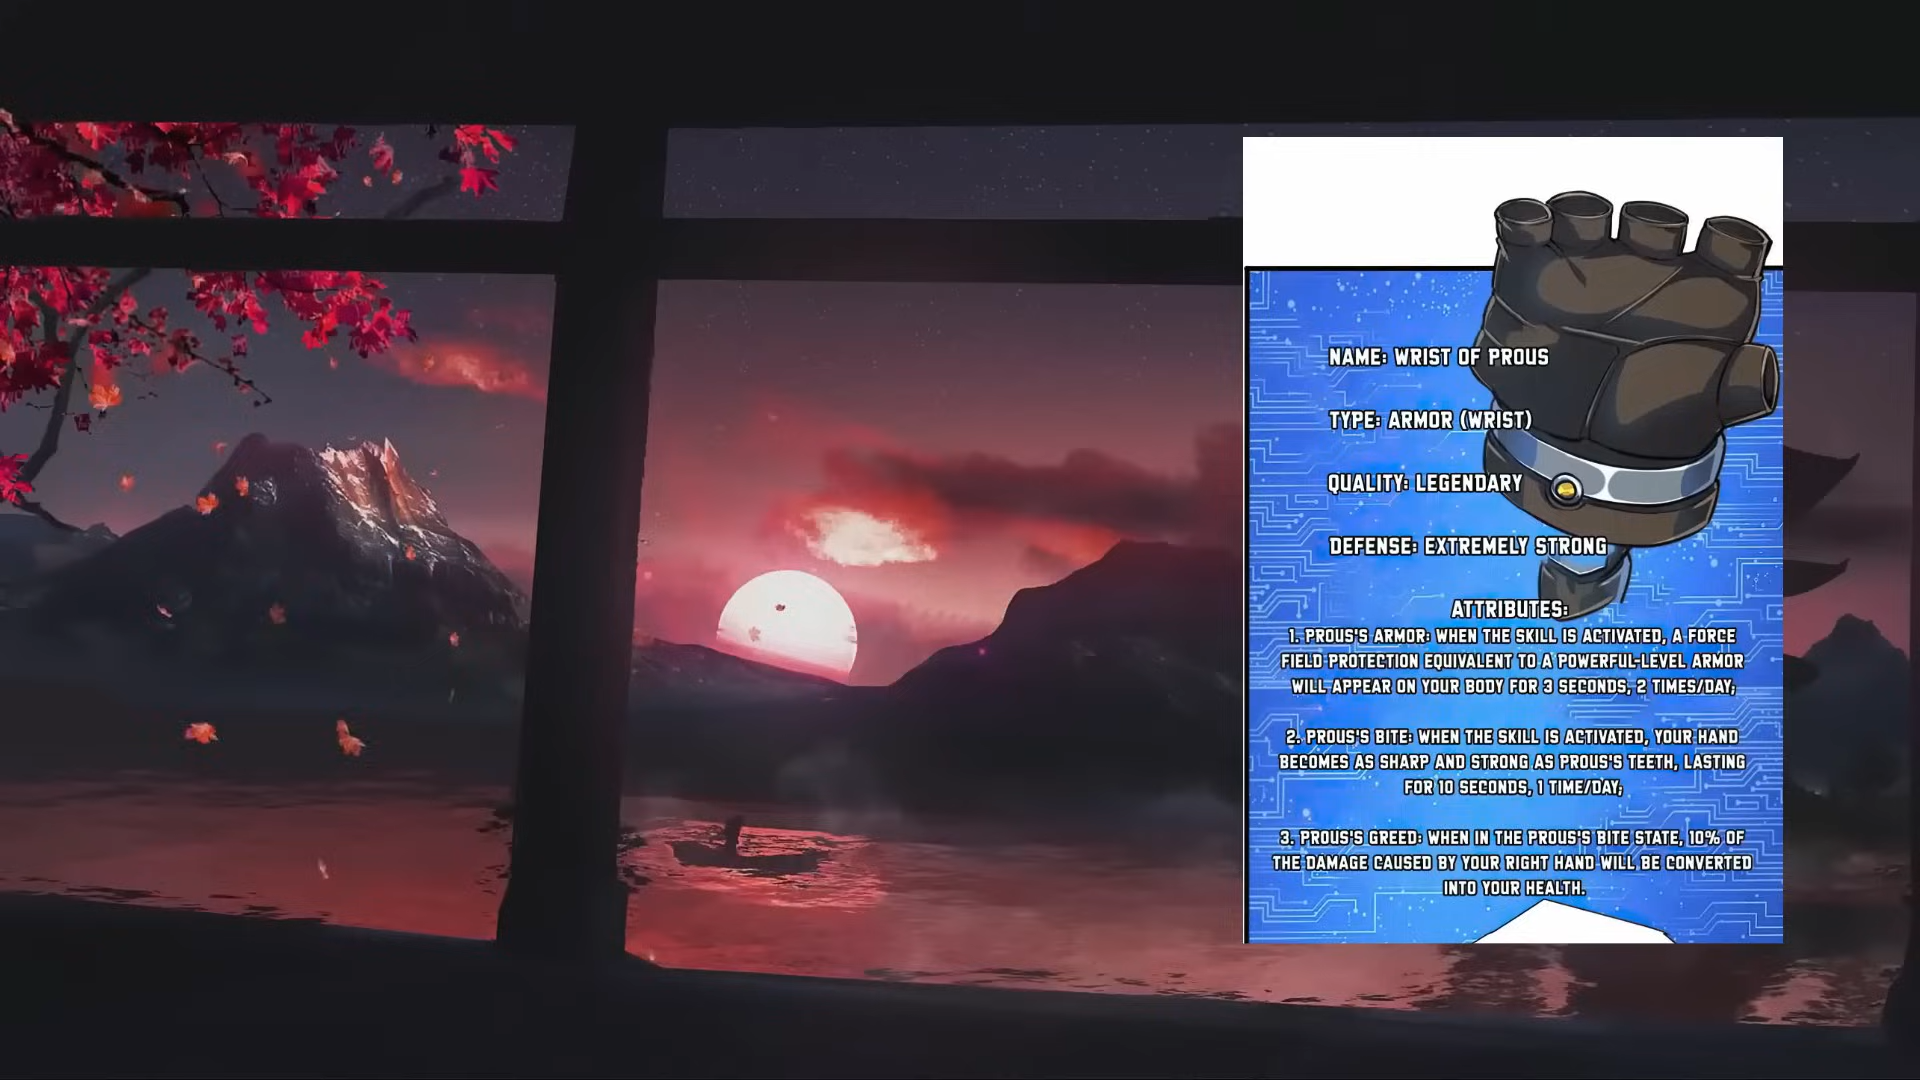 NAME: WRIST OF PROUS
TYPE: ARMOR (WRIST)
QUALITY: LEGENDARY
DEFENSE: EXTREMELY STRONG
ATTRIBUTES:
1. PROUS'S ARMOR: WHEN THE SKILL IS ACTIVATED, A FORCE
FIELD PROTECTION EQUIVALENT TO A POWERFUL-LEVEL ARMOR
WILL APPEAR ON YOUR BODY FOR 3 SECONDS, 2 TIMES/DAY;
2. PROUS'S BITE: WHEN THE SKILL IS ACTIVATED, YOUR HAND
BECOMES AS SHARP AND STRONG AS PROUS'S TEETH, LASTING
FOR 10 SECONDS, 1 TIME/DAY;
3. PROUS'S GREED: WHEN IN THE PROUS'S BITE STATE, 10% OF
THE DAMAGE CAUSED BY YOUR RIGHT HAND WILL BE CONVERTED
INTO YOUR HEALTH.